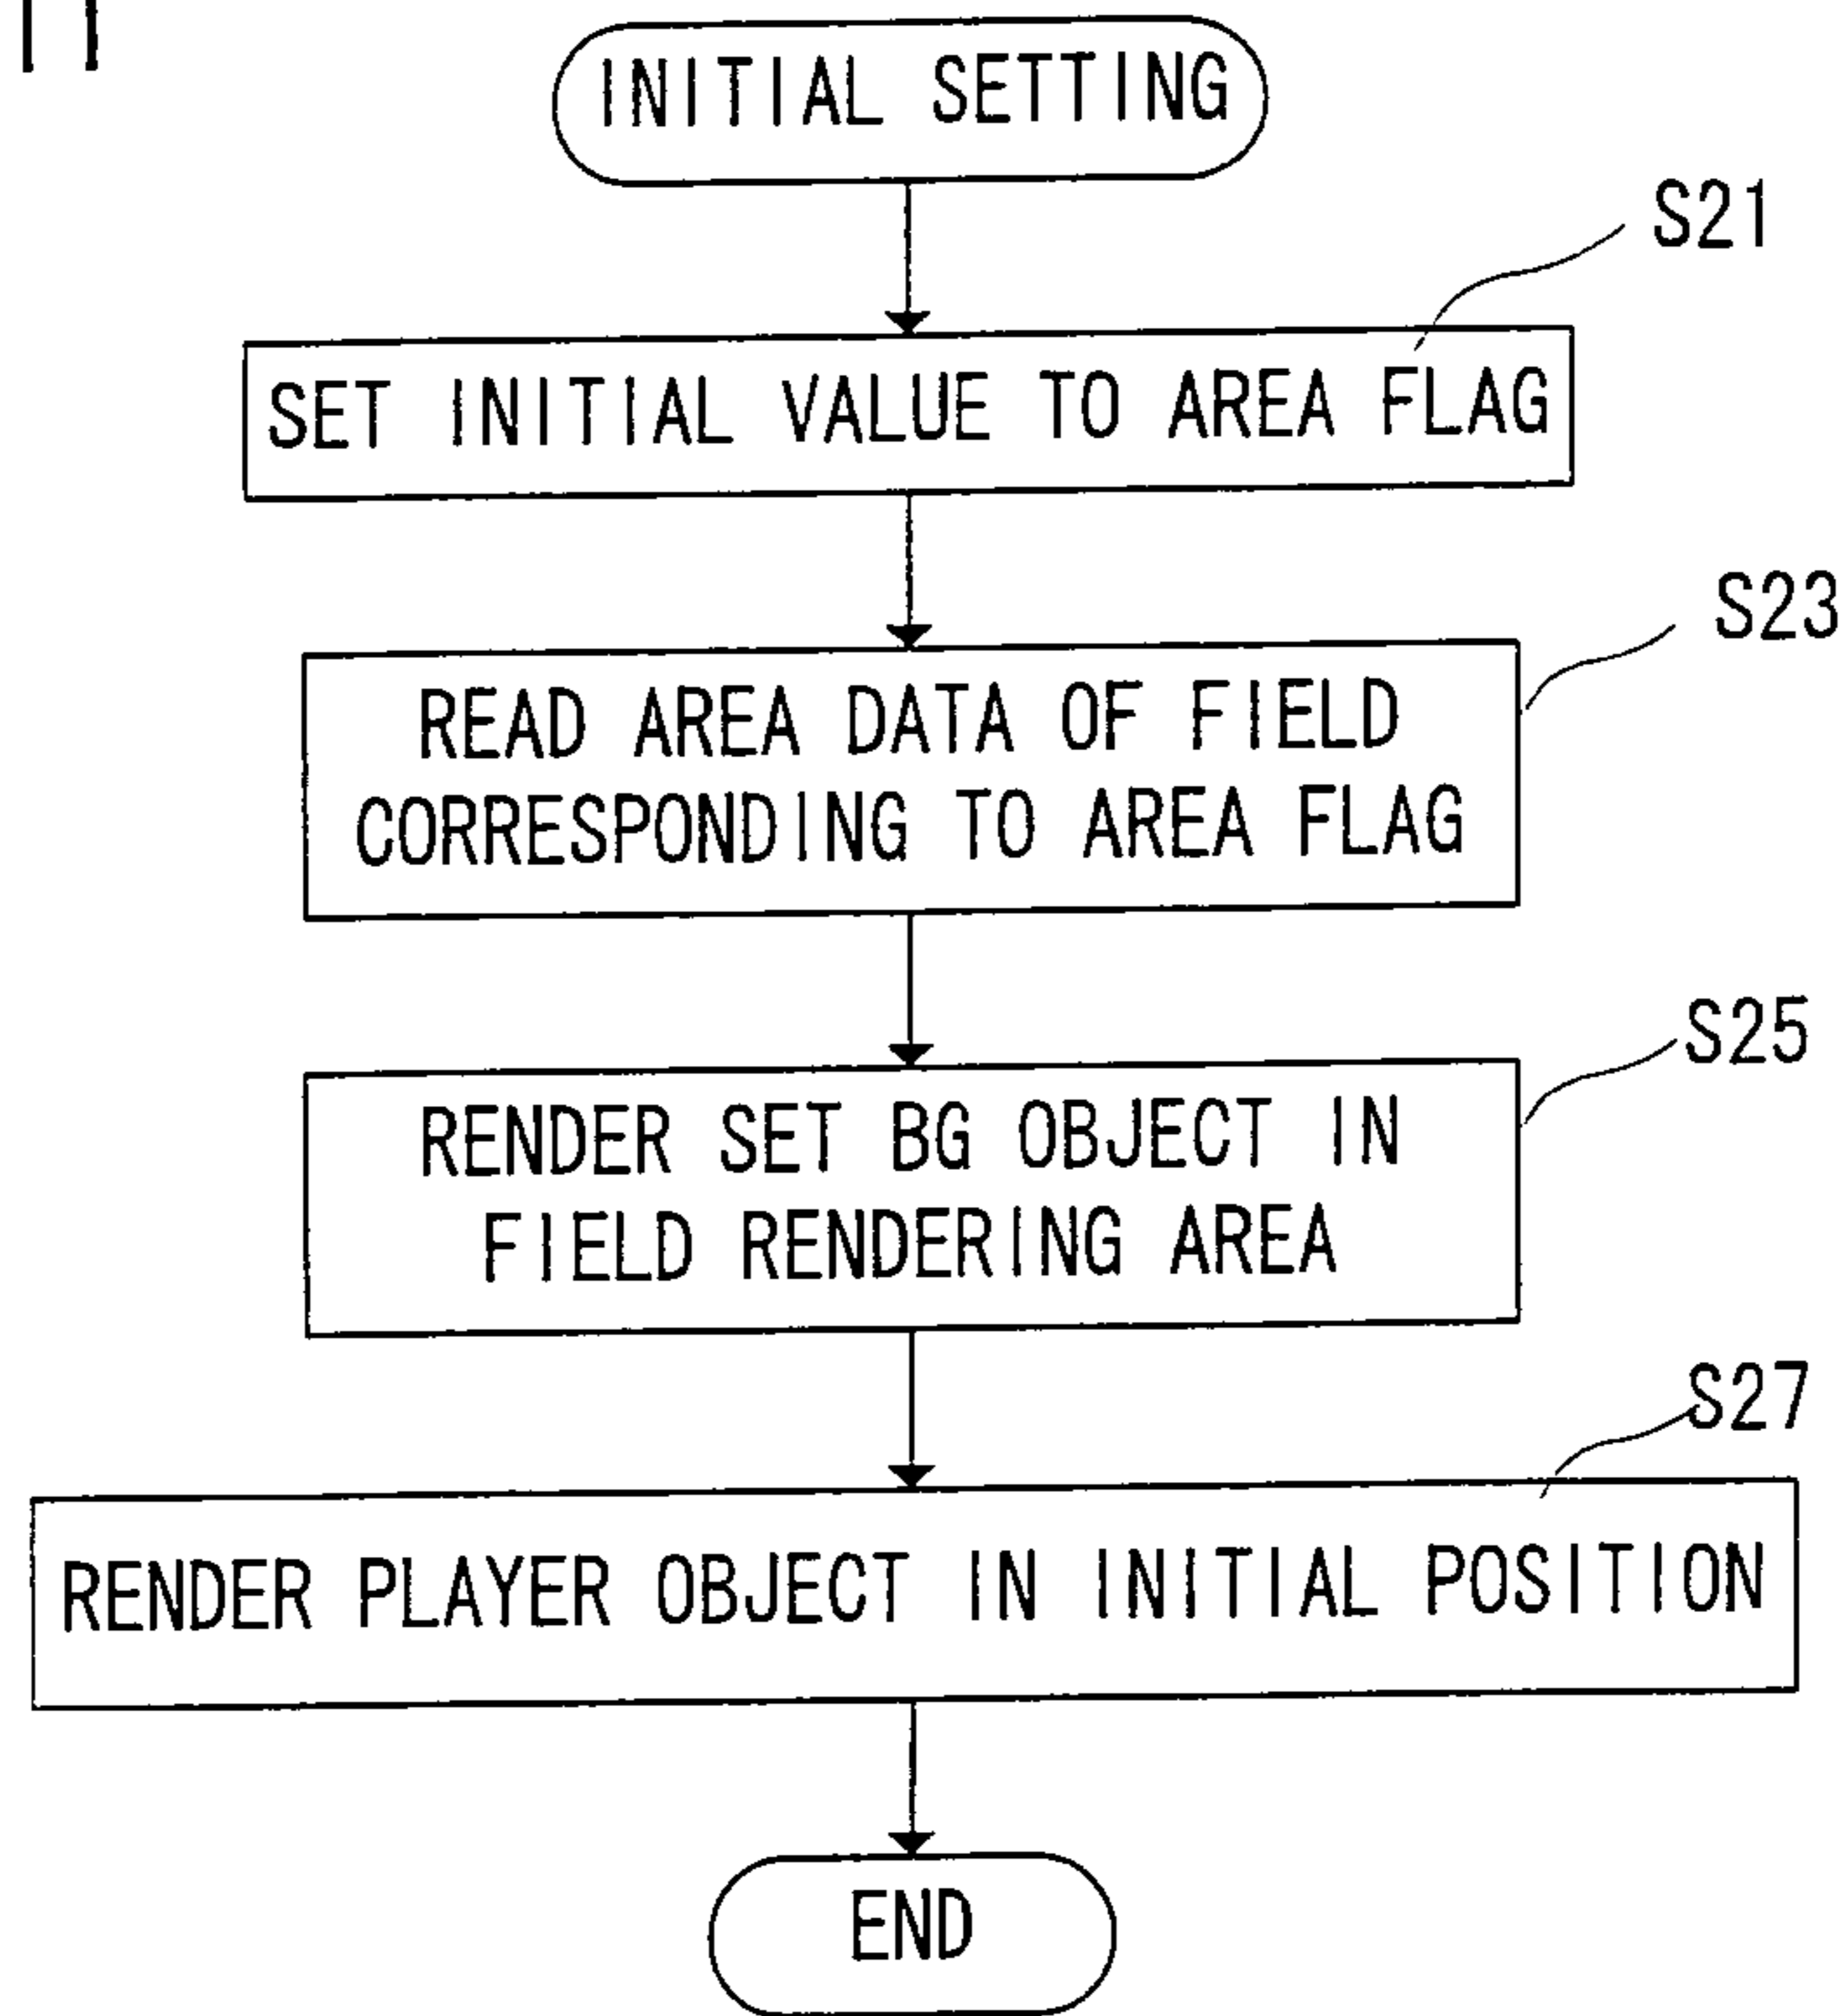 11
INITIAL SETTING
S21
SET INITIAL VALUE TO AREA FLAG
S23
READ AREA DATA OF FIELD
CORRESPONDING TO AREA FLAG
S25
RENDER SET BG OBJECT IN
FIELD RENDERING AREA
S27
RENDER PLAYER OBJECT IN INITIAL POSITION
END